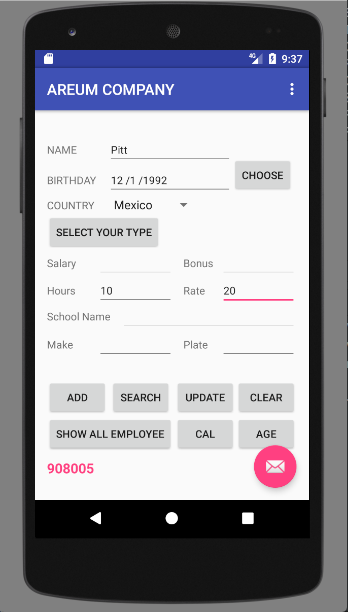 4G 9:37
AREUM COMPANY
NAME Pitt
BIRTHDAY 12 /1 /1992 CHOOSE
COUNTRY Mexico
SELECT YOUR TYPE
Salary Bonus
Hours 10 Rate 20
School Name
Make Plate
ADD SEARCH UPDATE CLEAR
SHOW ALL EMPLOYEE CAL AGE
908005